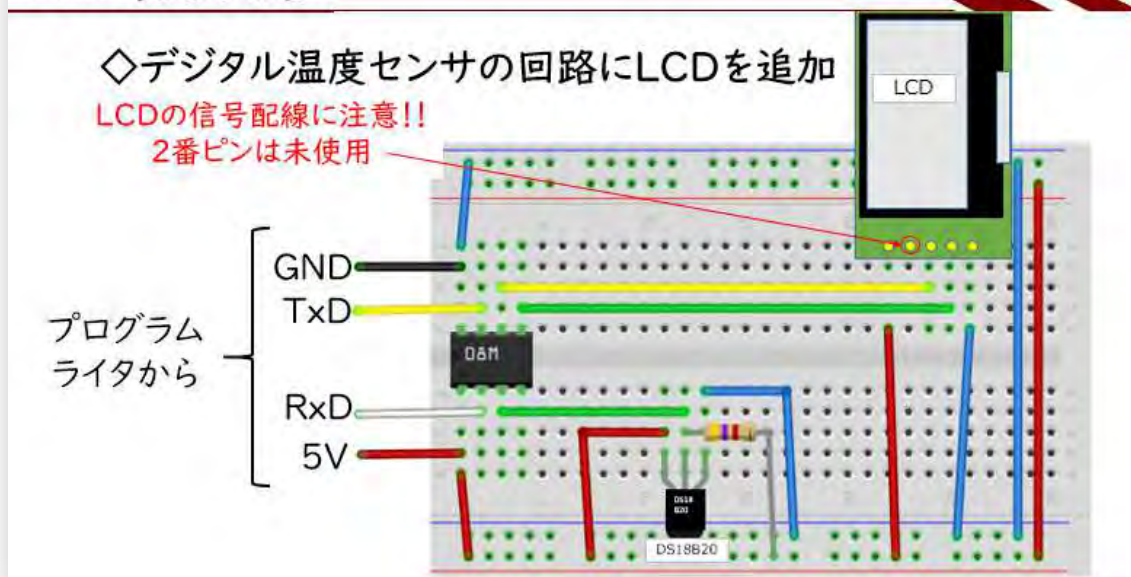 ◇デジタル温度センサの回路にLCDを追加
LCDの信号配線に注意!!
2番ピンは未使用
LCD
プログラム
ライタから
GND
TxD
RxD
5V
08M
DS18
B20
DS18B20